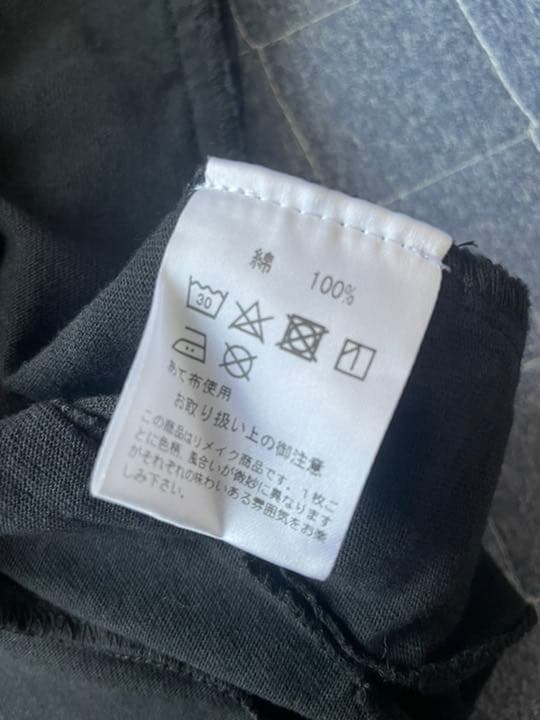 綿 100%
30
あて布使用
お取り扱い上の御注意
この商品はリメイク商品です。1枚ご
とに色柄、風合いが微妙に異なります
がそれぞれの味わいある雰囲気をお楽
しみ下さい。